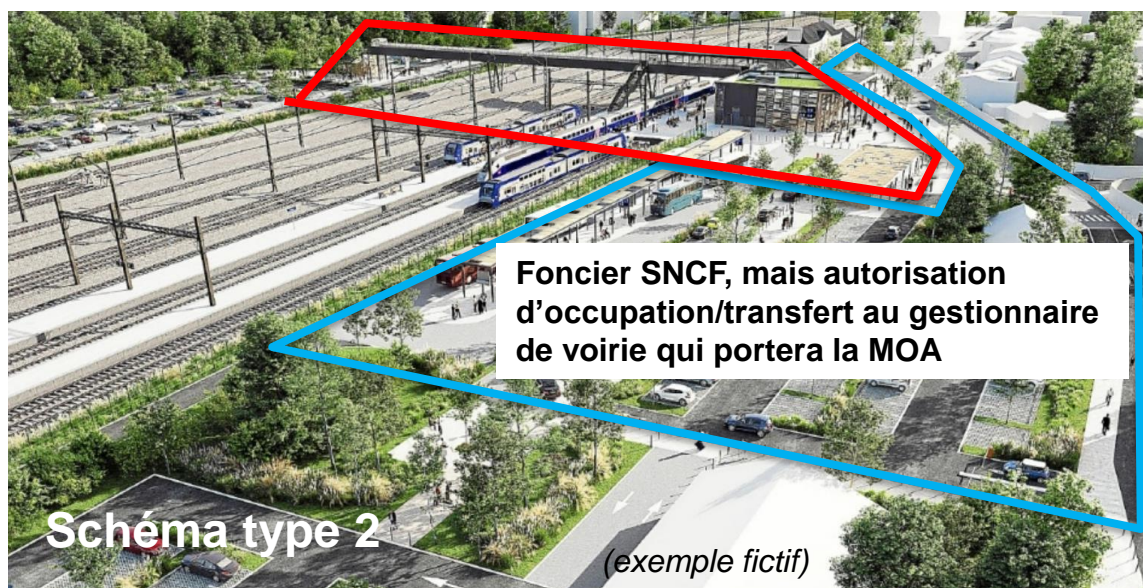 Foncier SNCF, mais autorisation
d’occupation/transfert au gestionnaire
de voirie qui portera la MOA
Schéma type 2
(exemple fictif)